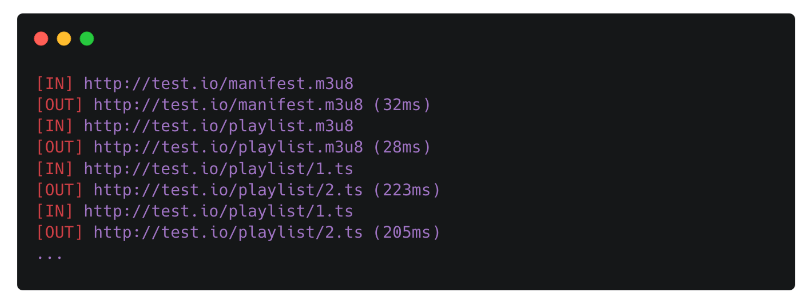 [IN] http://test.io/manifest.m3u8
[OUT] http://test.io/manifest.m3u8 (32ms)
[IN] http://test.io/playlist.m3u8
[OUT] http://test.io/playlist.m3u8 (28ms)
[IN] http://test.io/playlist/1.ts
[OUT] http://test.io/playlist/2.ts (223ms)
[IN] http://test.io/playlist/1.ts
[OUT] http://test.io/playlist/2.ts (205ms)
...